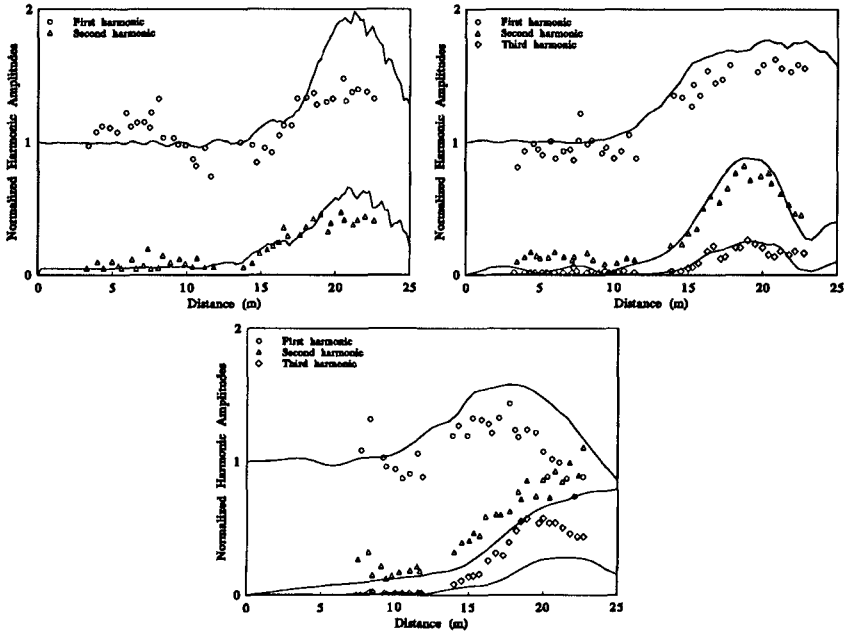 2
First harmonic
Second harmonic
1
0
Normalized Harmonic Amplitudes
0 5 10 15 20 25
Distance (m)
2
First harmonic
Second harmonic
Third harmonic
1
0
Normalized Harmonic Amplitudes
0 5 10 15 20 25
Distance (m)
2
First harmonic
Second harmonic
Third harmonic
1
0
Normalized Harmonic Amplitudes
0 5 10 15 20 25
Distance (m)